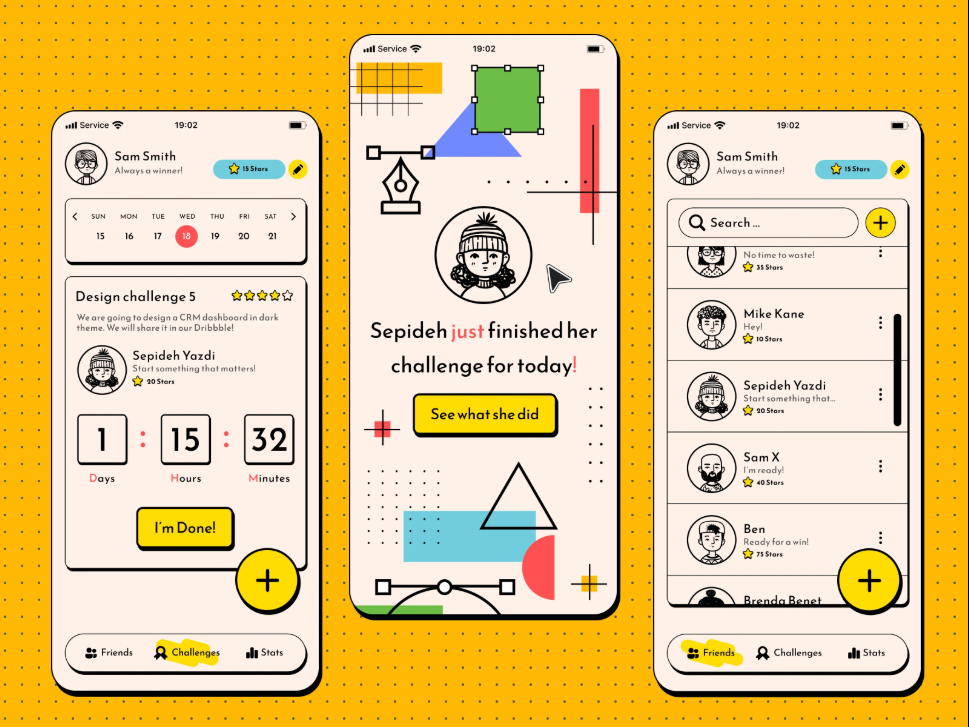 Service 19:02
Sam Smith
Always a winner!
15 Stars
SUN MON TUE WED THU FRI SAT
15 16 17 18 19 20 21
Design challenge 5
We are going to design a CRM dashboard in dark
theme. We will share it in our Dribbble!
Sepideh Yazdi
Start something that matters!
20 Stars
1 : 15 : 32
Days Hours Minutes
I'm Done!
Friends Challenges Stats
Service 19:02
Sepideh just finished her
challenge for today!
See what she did
Service 19:02
Sam Smith
Always a winner!
15 Stars
Search ...
No time to waste!
35 Stars
Mike Kane
Hey!
10 Stars
Sepideh Yazdi
Start something that...
20 Stars
Sam X
I'm ready!
40 Stars
Ben
Ready for a win!
75 Stars
Brenda Benet
Friends Challenges Stats